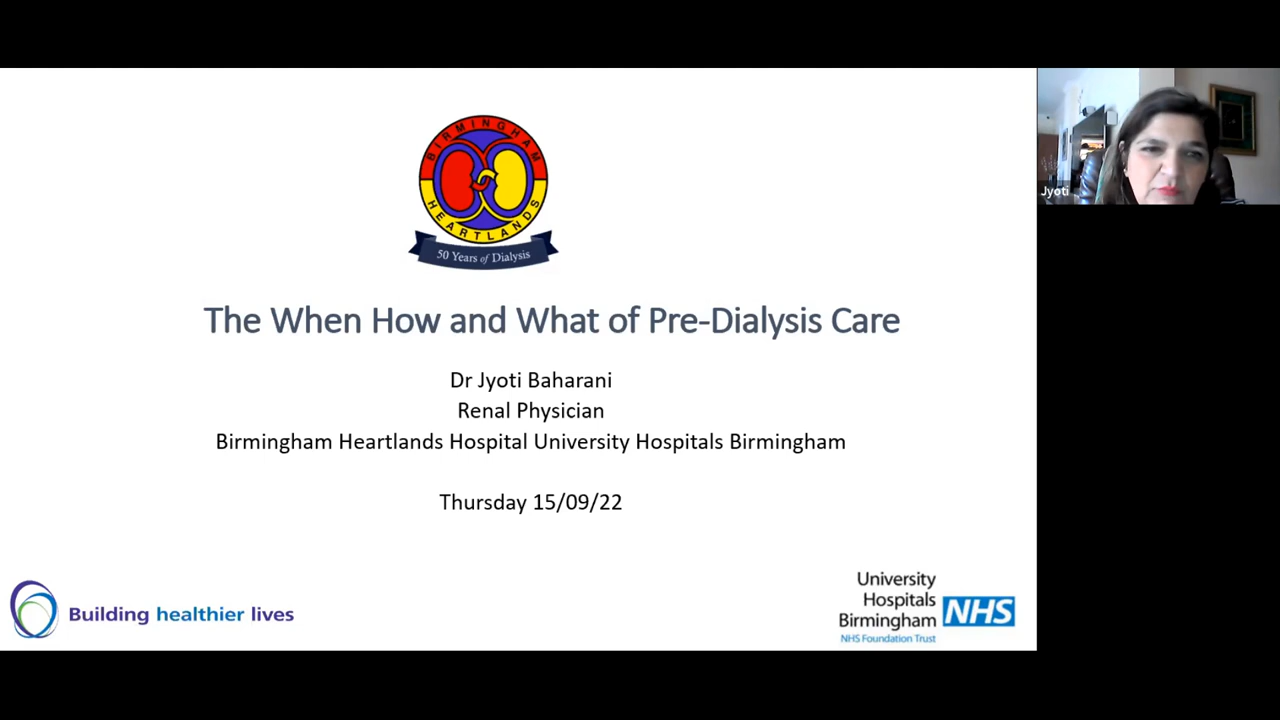 BIRMINGHAM
HEARTLANDS
50 Years of Dialysis
Jyoti
The When How and What of Pre-Dialysis Care
Dr Jyoti Baharani
Renal Physician
Birmingham Heartlands Hospital University Hospitals Birmingham
Thursday 15/09/22
Building healthier lives
University
Hospitals
Birmingham NHS
NHS Foundation Trust